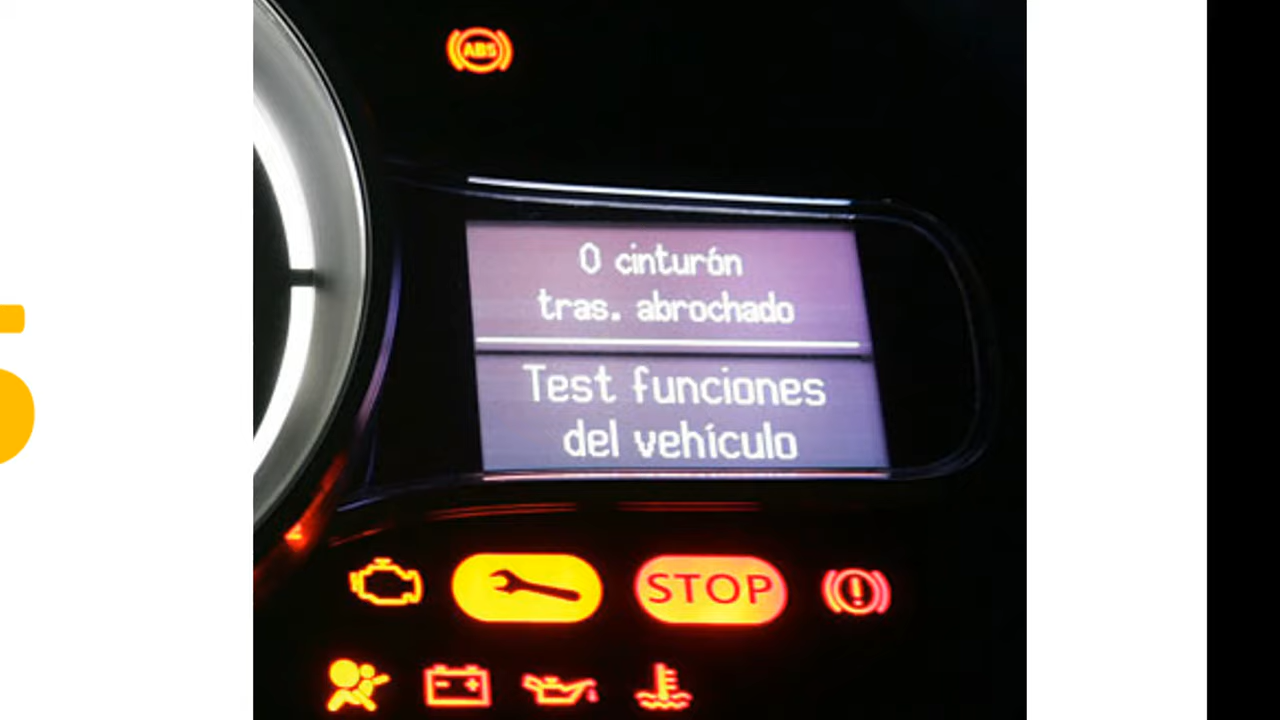 ABS
0 cinturón
tras. abrochado
Test funciones
del vehículo
STOP